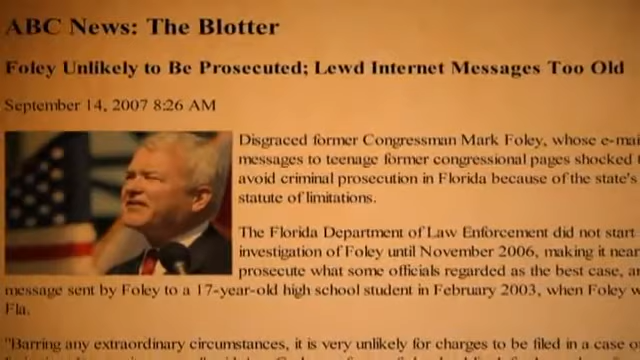 ABC News: The Blotter
Foley Unlikely to Be Prosecuted; Lewd Internet Messages Too Old
September 14, 2007 8:26 AM
Disgraced former Congressman Mark Foley, whose e-mai
messages to teenage former congressional pages shocked
avoid criminal prosecution in Florida because of the state's
statute of limitations.
The Florida Department of Law Enforcement did not start
investigation of Foley until November 2006, making it near
prosecute what some officials regarded as the best case, a
message sent by Foley to a 17-year-old high school student in February 2003, when Foley w
Fla.
"Barring any extraordinary circumstances, it is very unlikely for charges to be filed in a case o